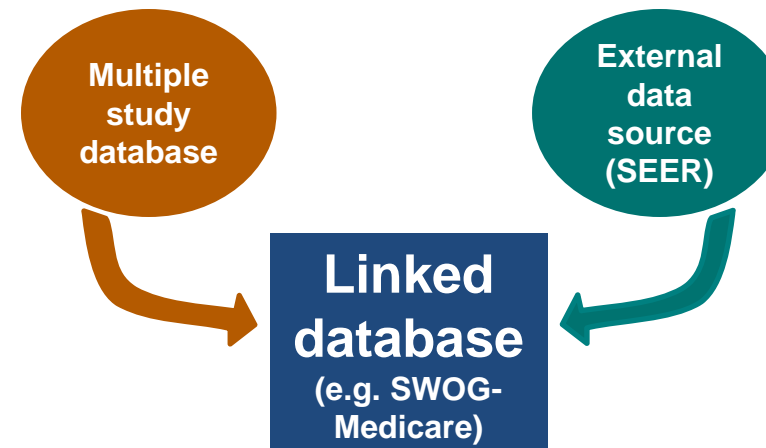 Multiple
study
database
External
data
source
(SEER)
Linked
database
(e.g. SWOG-
Medicare)